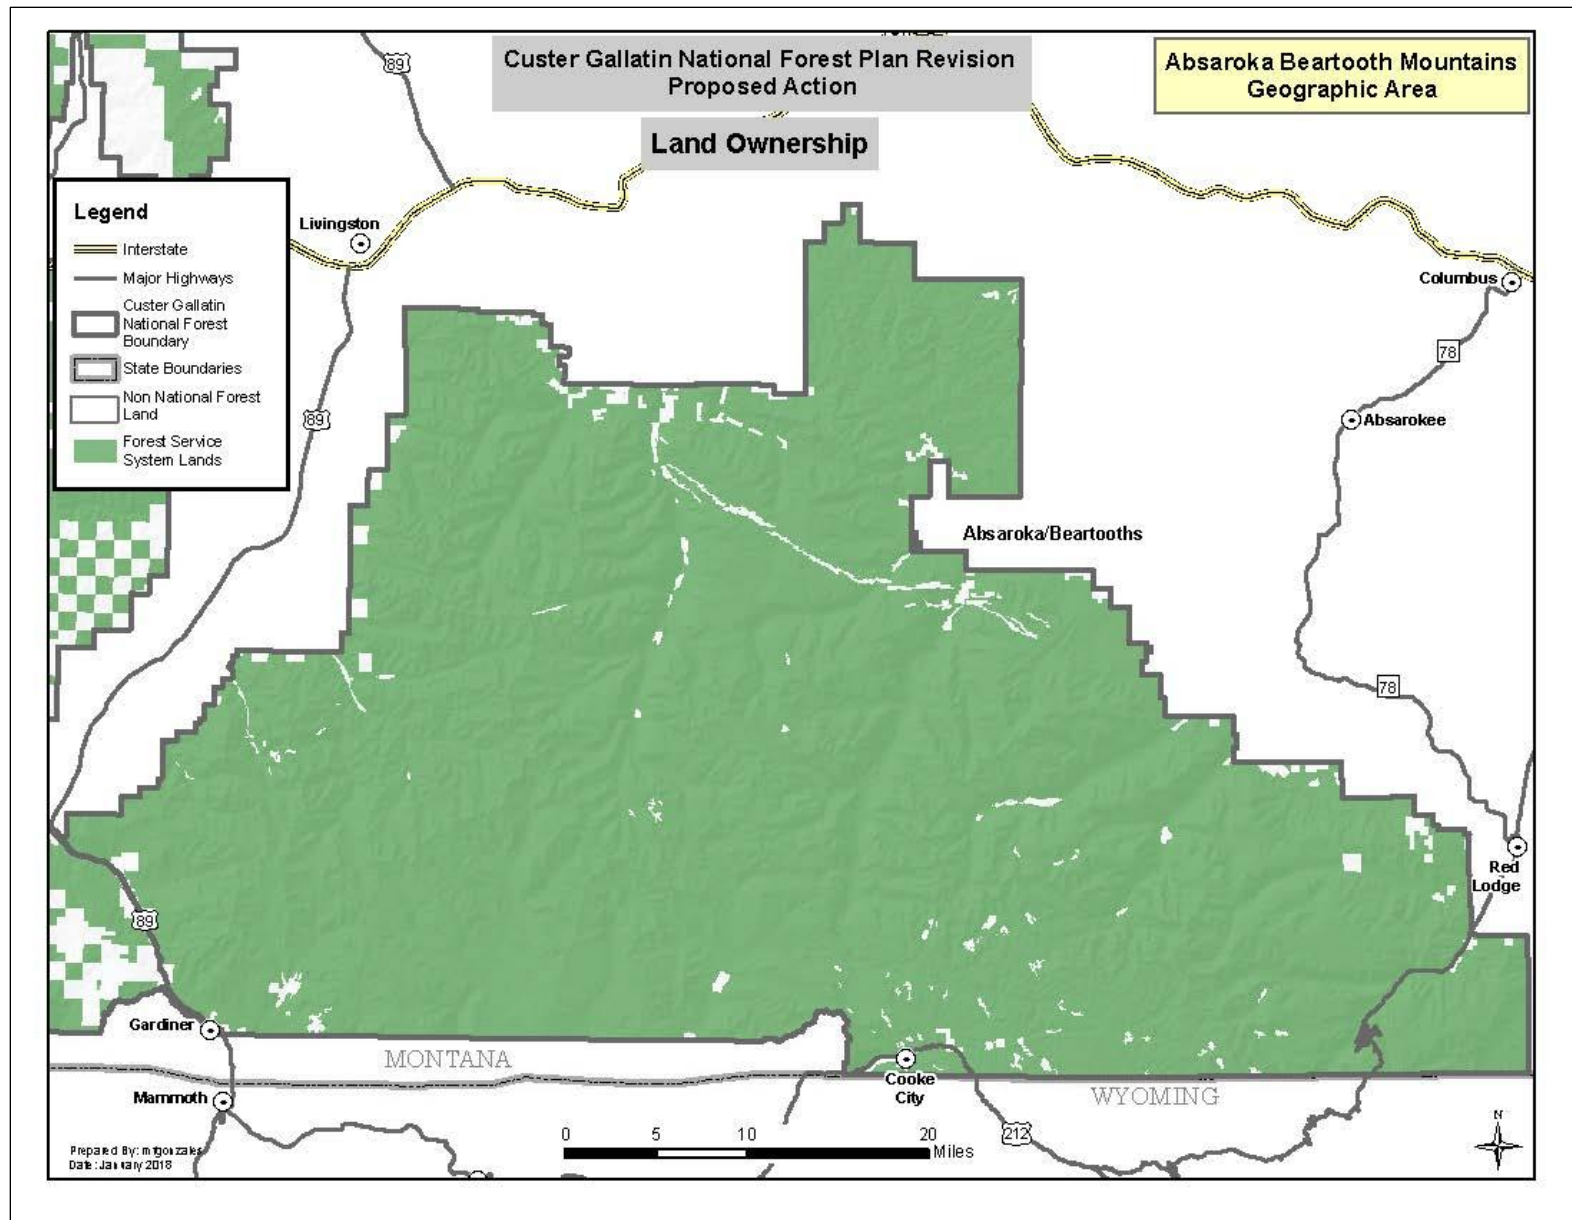 Custer Gallatin National Forest Plan Revision
Proposed Action
Land Ownership
Absaroka Beartooth Mountains
Geographic Area
Legend
Interstate
Major Highways
Custer Gallatin
National Forest
Boundary
State Boundaries
Non National Forest
Land
Forest Service
System Lands
89
Livingston
Columbus
78
Absarokee
89
Absaroka/Beartooths
78
Red
Lodge
89
Gardiner
MONTANA
Cooke
City
WYOMING
Mammoth
212
0 5 10 20
Miles
N
Prepared By: mtgonzales
Date: January 2018